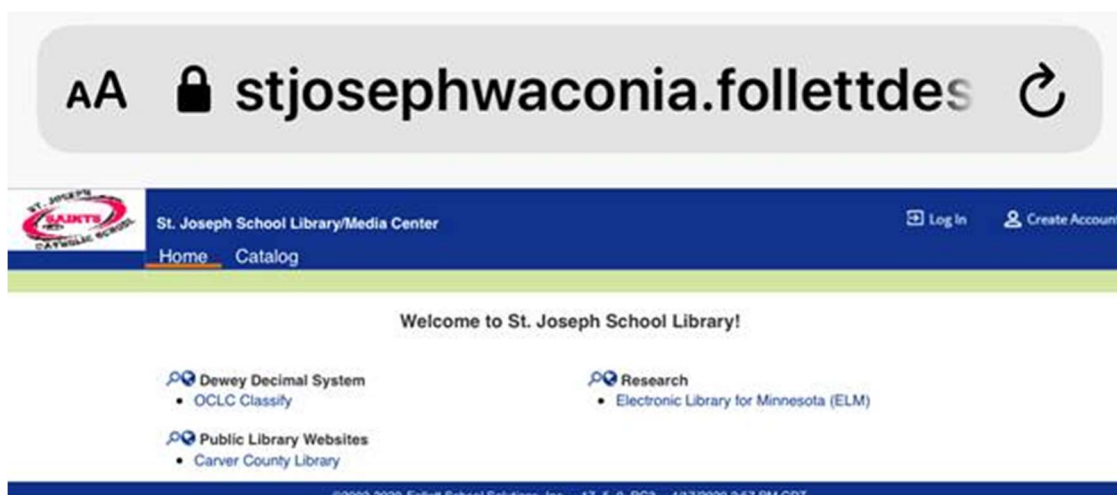 AA stjosephwaconia.follettdes
ST. JOSEPH
SAINTS
CATHOLIC SCHOOL
St. Joseph School Library/Media Center
Log In Create Account
Home Catalog
Welcome to St. Joseph School Library!
Dewey Decimal System
OCLC Classify
Research
Electronic Library for Minnesota (ELM)
Public Library Websites
Carver County Library